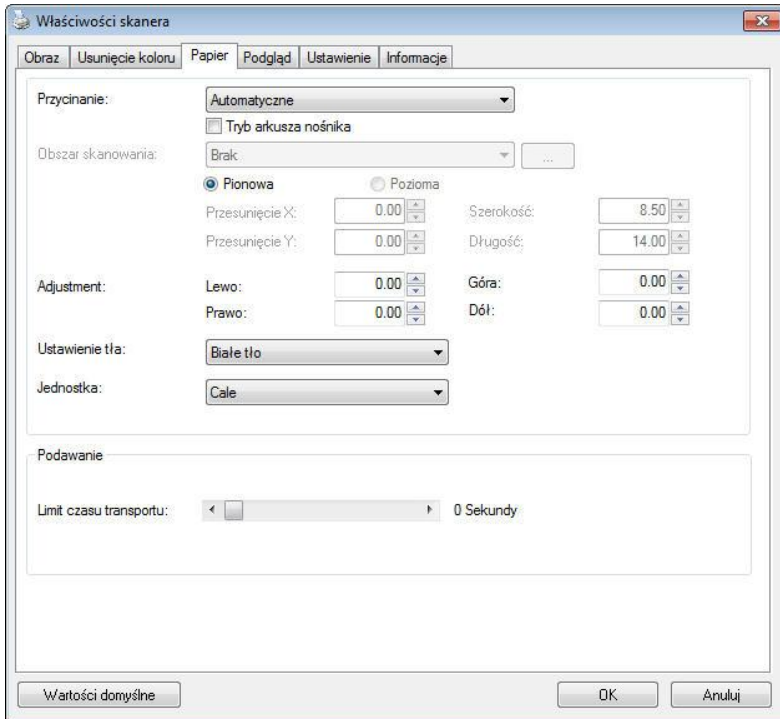 Właściwości skanera
Obraz Usunięcie koloru Papier Podgląd Ustawienie Informacje
Przycinanie: Automatyczne
Tryb arkusza nośnika
Obszar skanowania: Brak ...
Pionowa Pozioma
Przesunięcie X: 0.00 Szerokość: 8.50
Przesunięcie Y: 0.00 Długość: 14.00
Adjustment: Lewo: 0.00 Góra: 0.00
Prawo: 0.00 Dół: 0.00
Ustawienie tła: Białe tło
Jednostka: Cale
Podawanie
Limit czasu transportu: 0 Sekundy
Wartości domyślne OK Anuluj